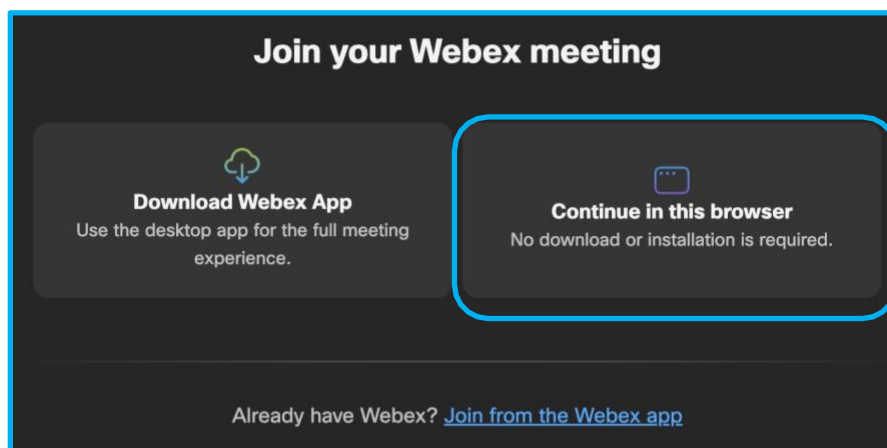 Join your Webex meeting
Download Webex App
Use the desktop app for the full meeting
experience.
Continue in this browser
No download or installation is required.
Already have Webex? Join from the Webex app